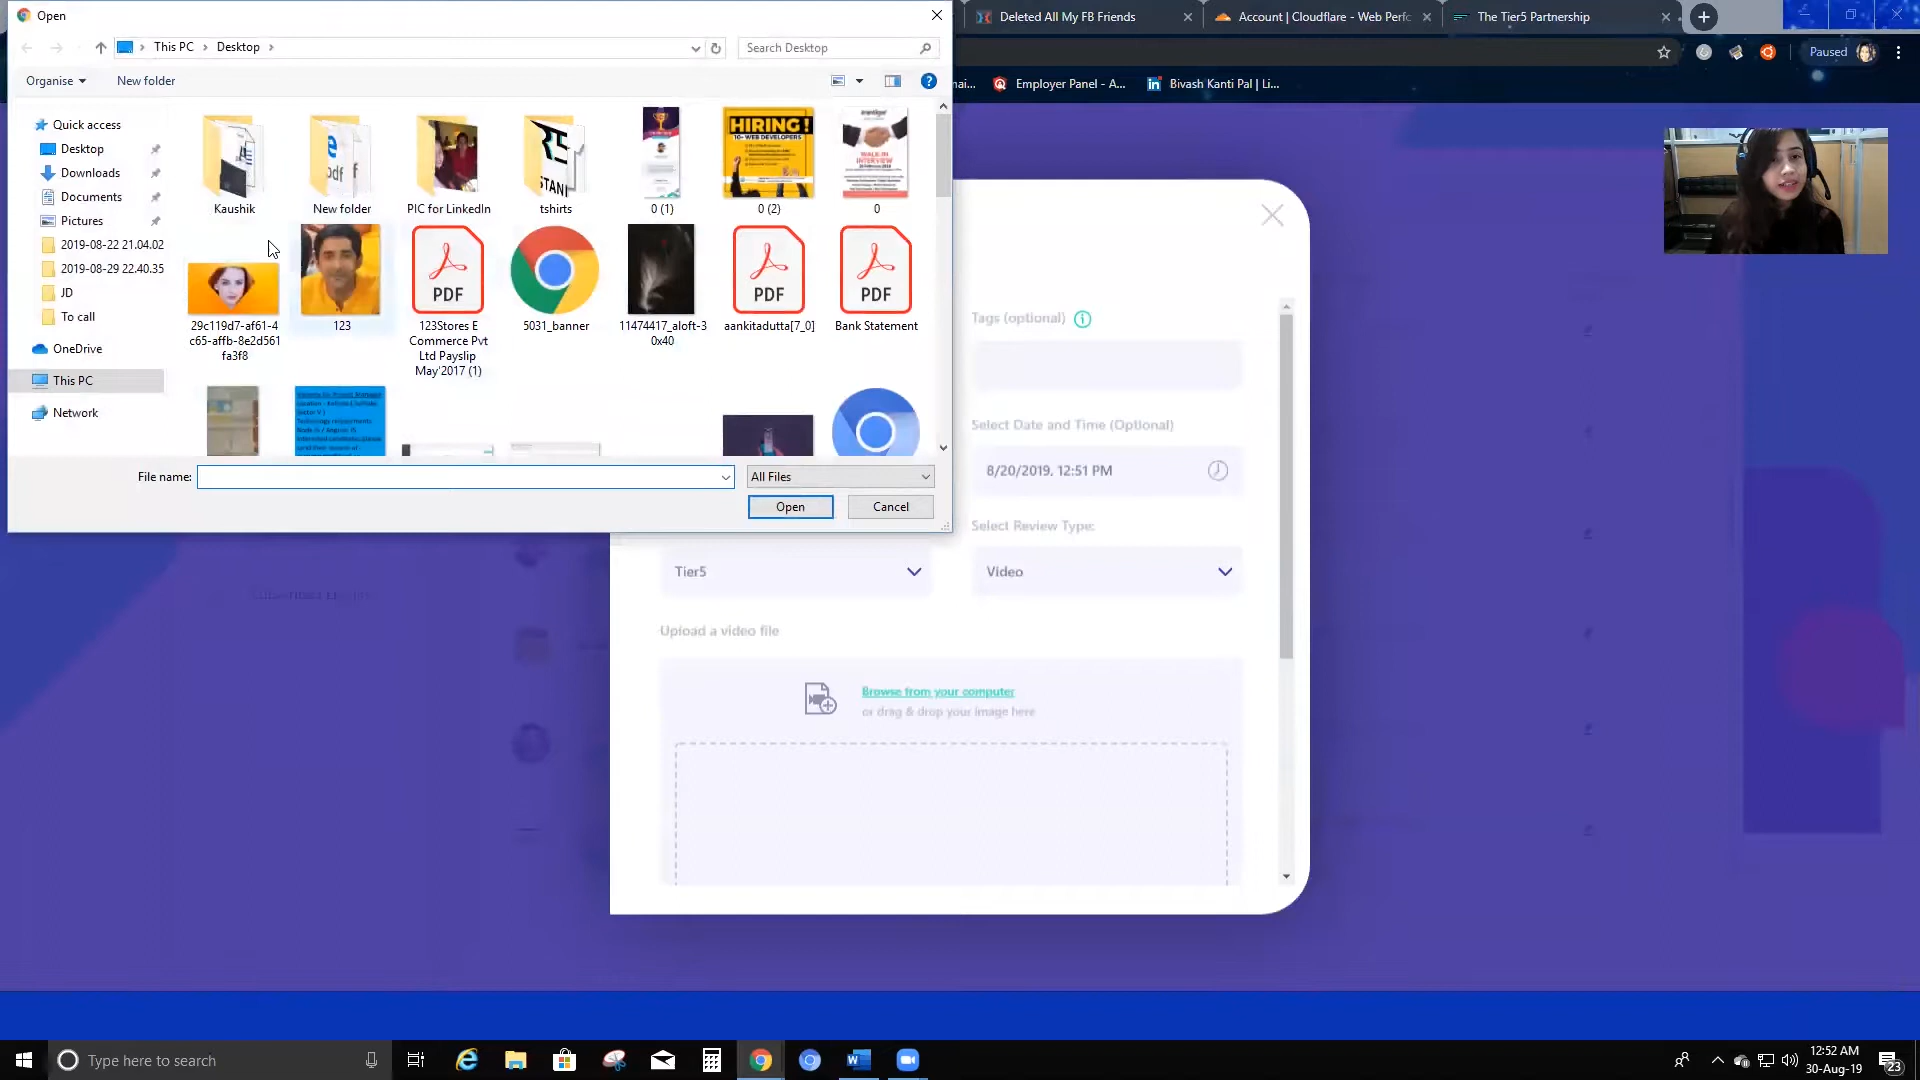 Open
Deleted All My FB Friends
Account | Cloudflare - Web Perfc
The Tier5 Partnership
This PC > Desktop >
Search Desktop
Paused
Organise
New folder
nai...
Employer Panel - A...
Bivash Kanti Pal | Li...
Quick access
Desktop
Downloads
Documents
Pictures
2019-08-22 21.04.02
2019-08-29 22.40.35
JD
To call
OneDrive
This PC
Network
HIRING!
10+ WEB DEVELOPERS
WALK-IN
INTERVIEW
Kaushik
New folder
PIC for LinkedIn
tshirts
0 (1)
0 (2)
0
PDF
PDF
PDF
29c119d7-af61-4
c65-affb-8e2d561
fa3f8
123
123Stores E
Commerce Pvt
Ltd Payslip
May'2017 (1)
5031_banner
11474417_aloft-3
0x40
aankitadutta[7_0]
Bank Statement
File name:
All Files
Open
Cancel
Tags (optional)
Select Date and Time (Optional)
8/20/2019, 12:51 PM
Select Review Type:
Tier5
Video
Upload a video file
Browse from your computer
or drag & drop your image here
Type here to search
12:52 AM
30-Aug-19
23